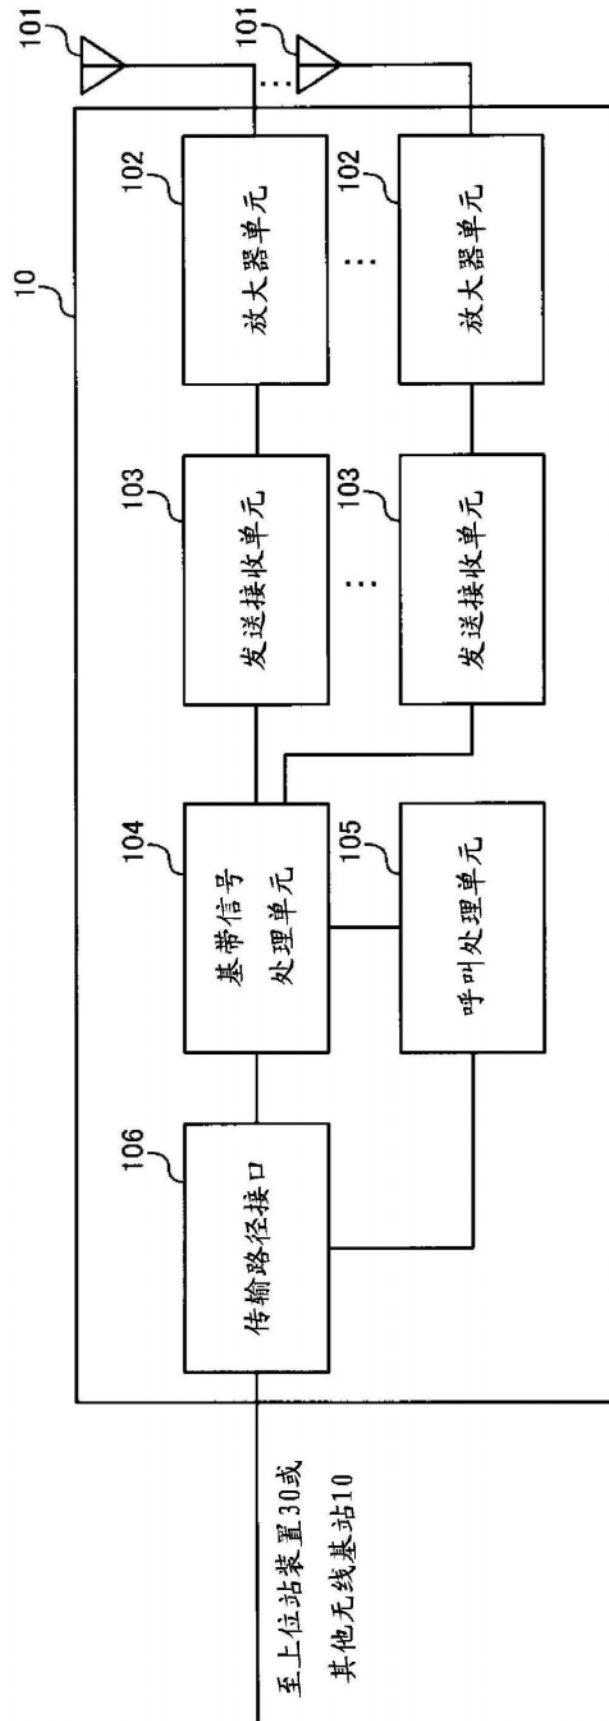 10
101
101
102
放大器单元
103
发送接收单元
104
基带信号
处理单元
106
传输路径接口
102
放大器单元
103
发送接收单元
105
呼叫处理单元
⋮
⋮
⋮
至上位站装置30或
其他无线基站10